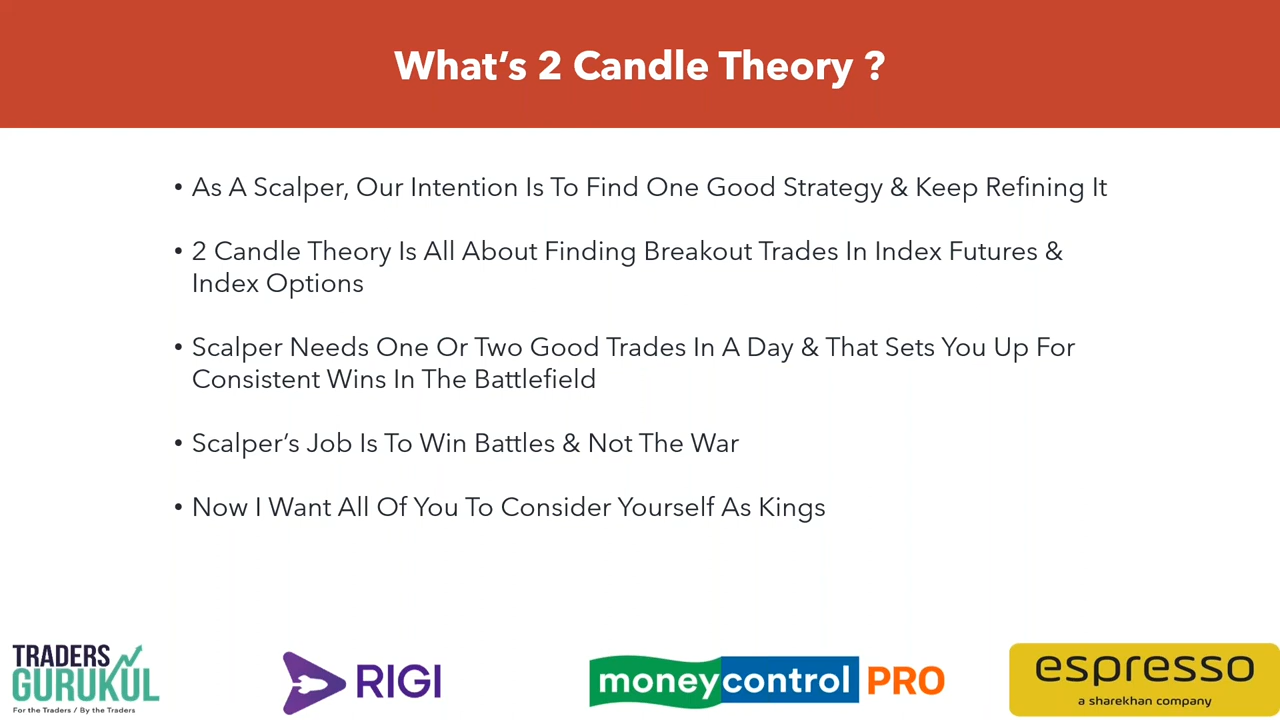 What's 2 Candle Theory ?
• As A Scalper, Our Intention Is To Find One Good Strategy & Keep Refining It
• 2 Candle Theory Is All About Finding Breakout Trades In Index Futures &
Index Options
• Scalper Needs One Or Two Good Trades In A Day & That Sets You Up For
Consistent Wins In The Battlefield
• Scalper's Job Is To Win Battles & Not The War
• Now I Want All Of You To Consider Yourself As Kings
TRADERS
GURUKUL
For the Traders / By the Traders
RIGI
moneycontrol PRO
espresso
a sharekhan company